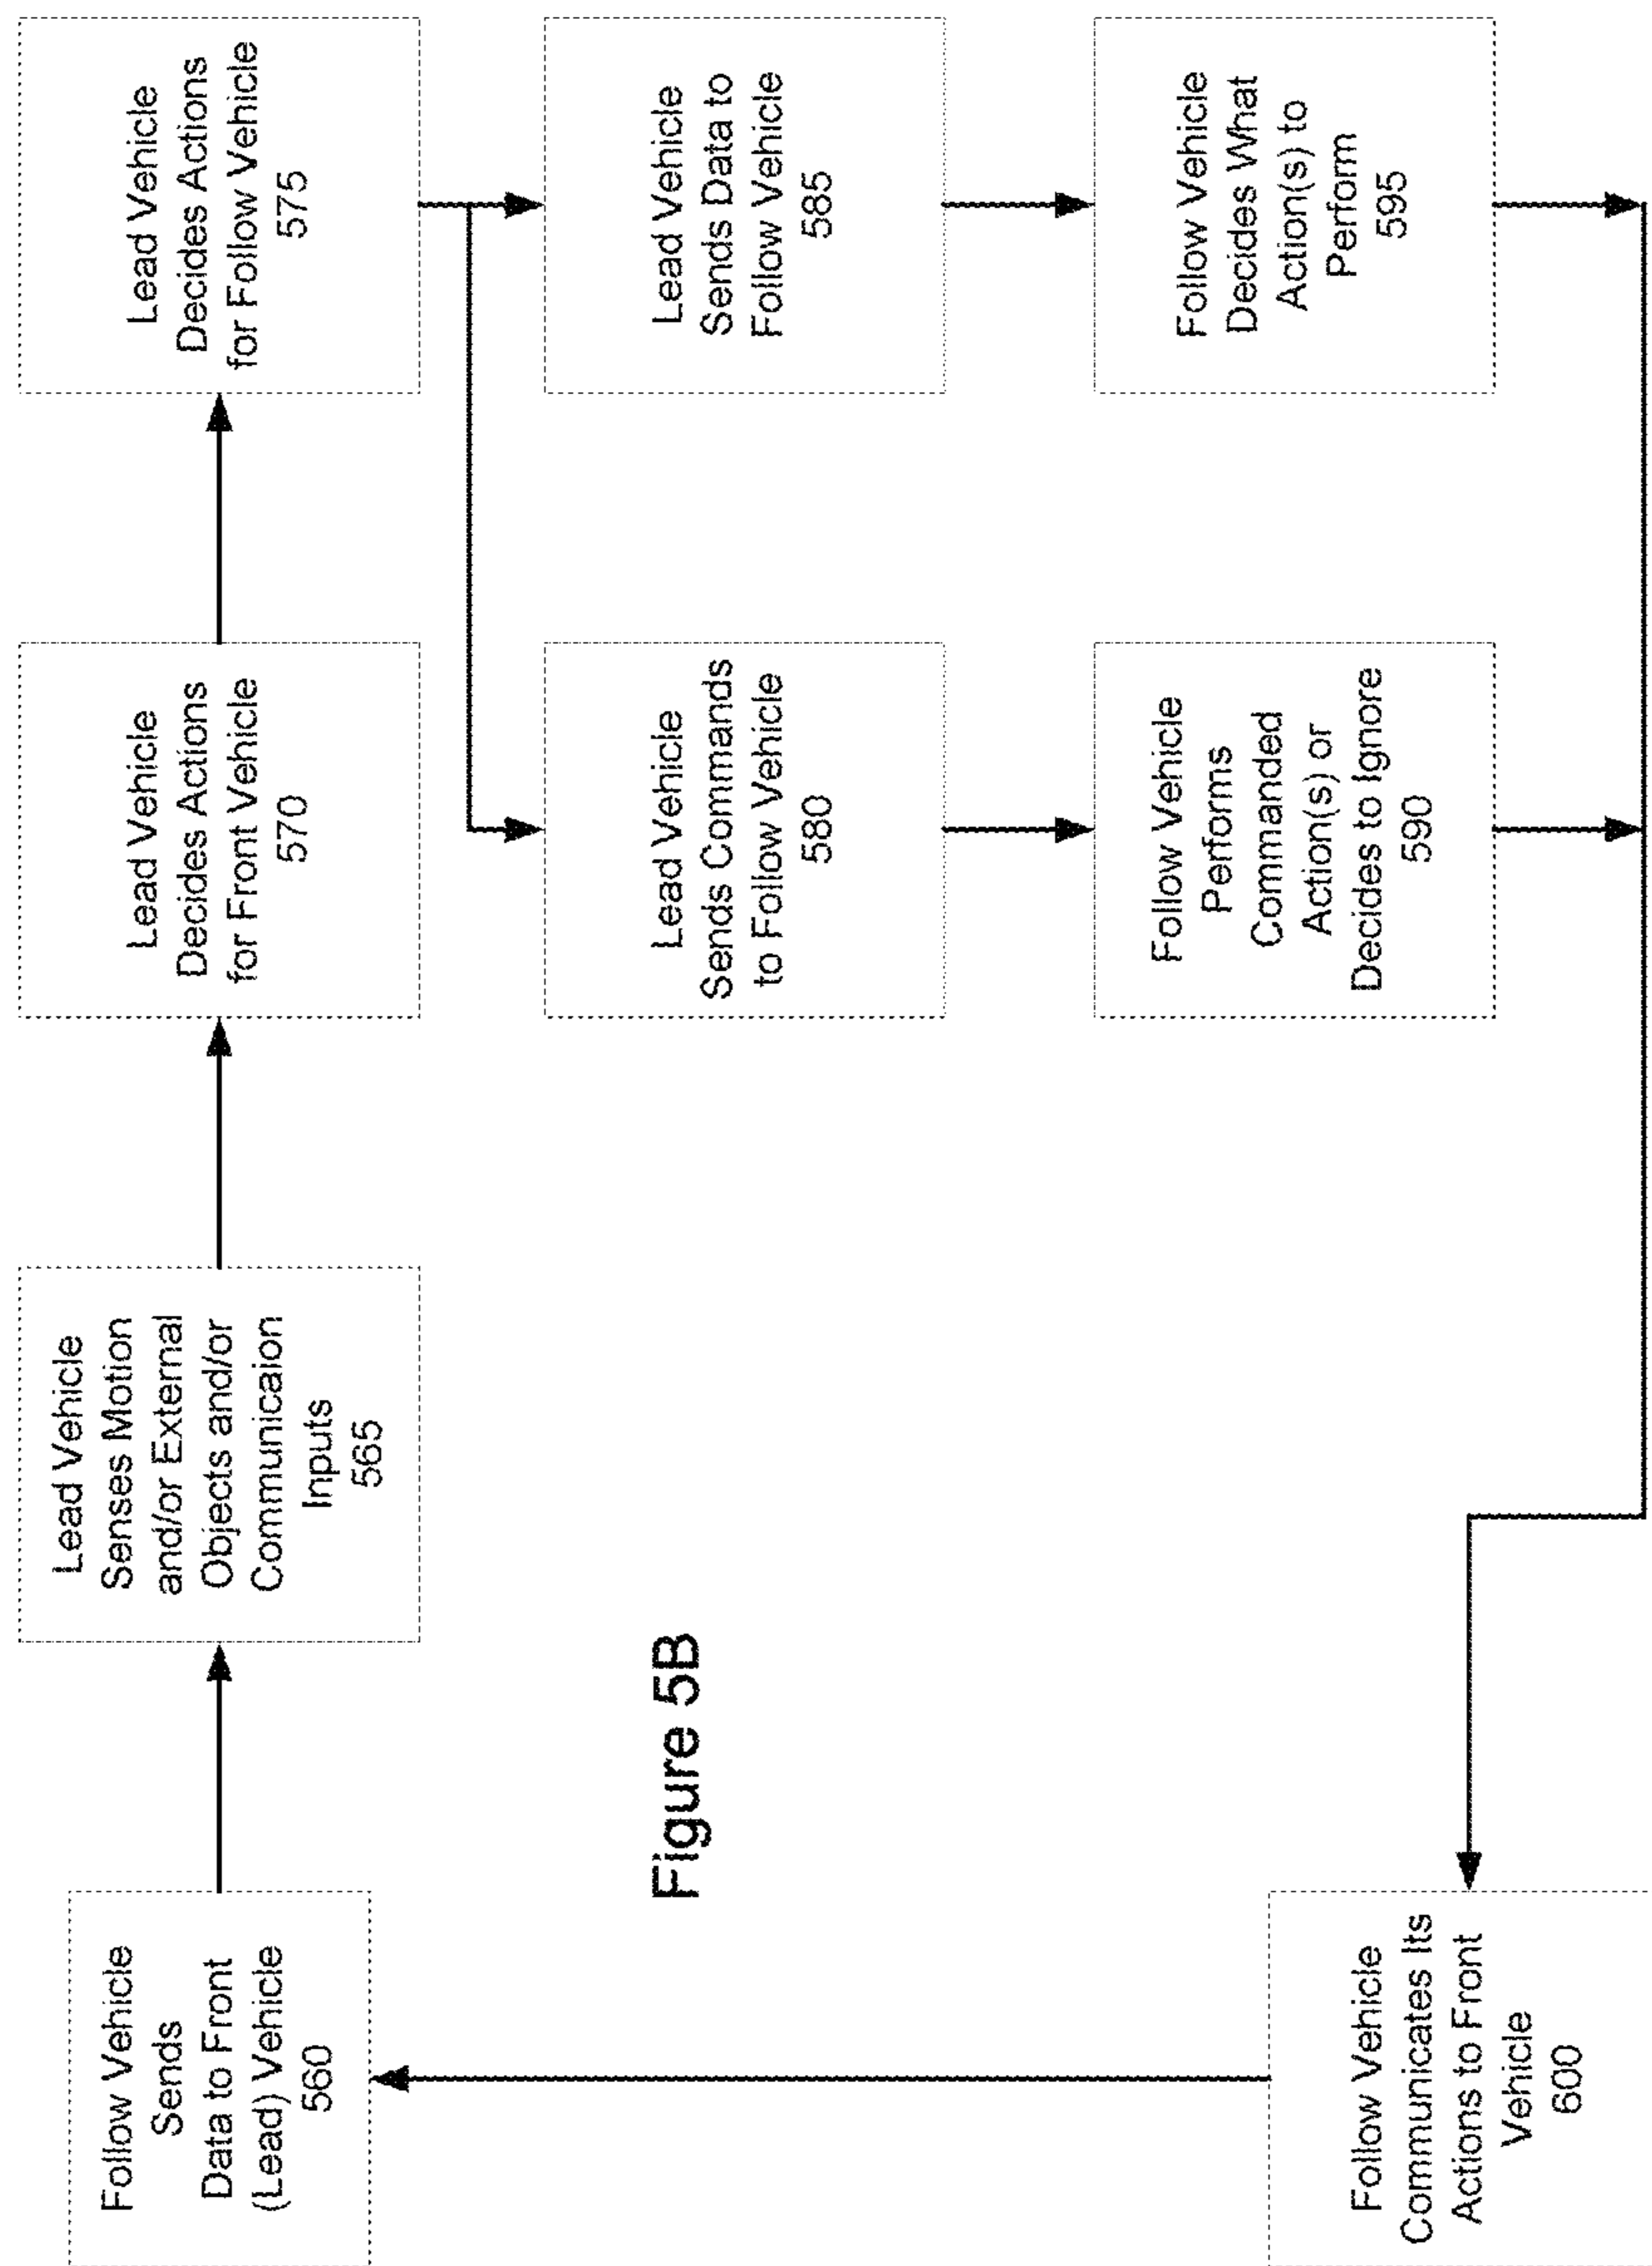 Follow Vehicle
Sends
Data to Front
(Lead) Vehicle
560
Lead Vehicle
Senses Motion
and/or External
Objects and/or
Communicaion
Inputs
565
Lead Vehicle
Decides Actions
for Front Vehicle
570
Lead Vehicle
Decides Actions
for Follow Vehicle
575
Lead Vehicle
Sends Commands
to Follow Vehicle
580
Lead Vehicle
Sends Data to
Follow Vehicle
585
Follow Vehicle
Performs
Commanded
Action(s) or
Decides to Ignore
590
Follow Vehicle
Decides What
Action(s) to
Perform
595
Follow Vehicle
Communicates Its
Actions to Front
Vehicle
600
Figure 5B